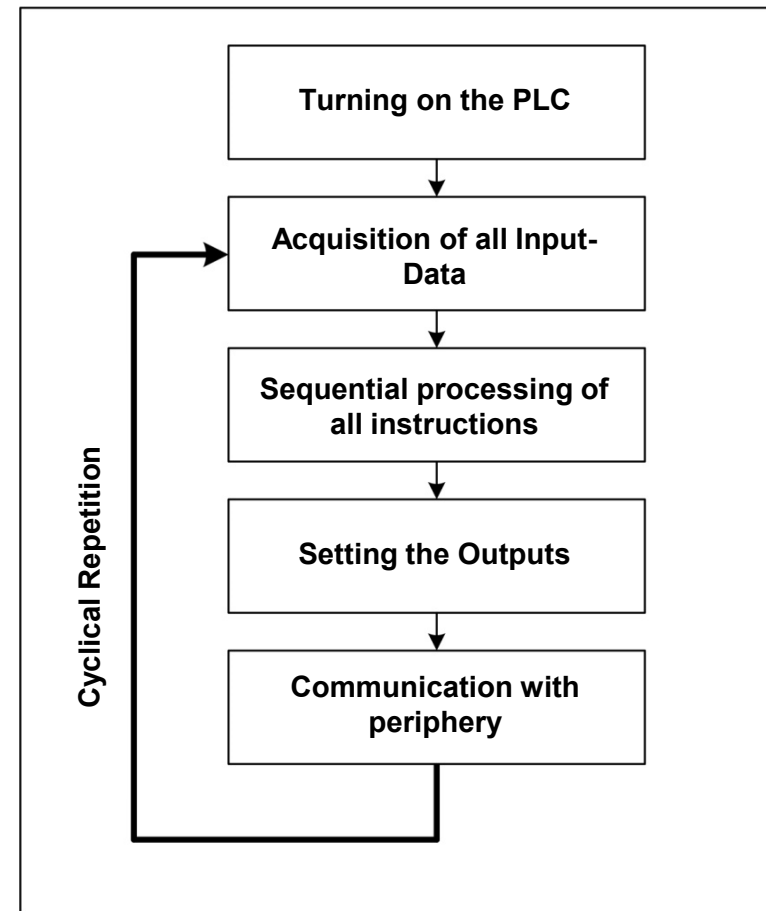 Turning on the PLC
Acquisition of all Input-
Data
Sequential processing of
all instructions
Setting the Outputs
Communication with
periphery
Cyclical Repetition